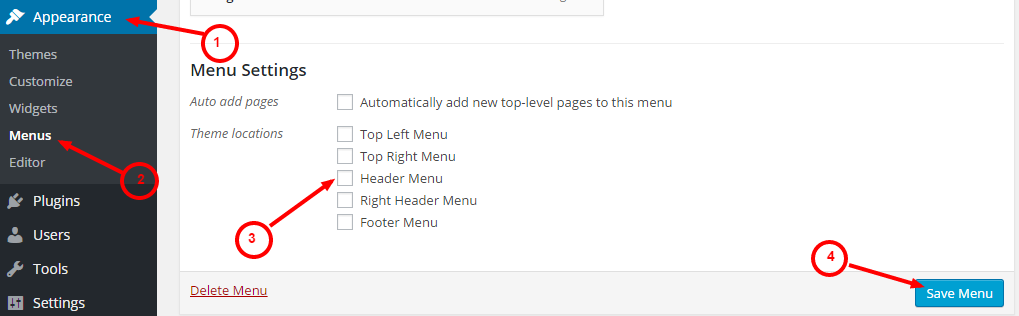 Appearance
1
Themes
Customize
Widgets
Menus
2
Editor
Plugins
Users
Tools
Settings
Menu Settings
Auto add pages
Automatically add new top-level pages to this menu
Theme locations
Top Left Menu
Top Right Menu
Header Menu
Right Header Menu
Footer Menu
3
4
Delete Menu
Save Menu